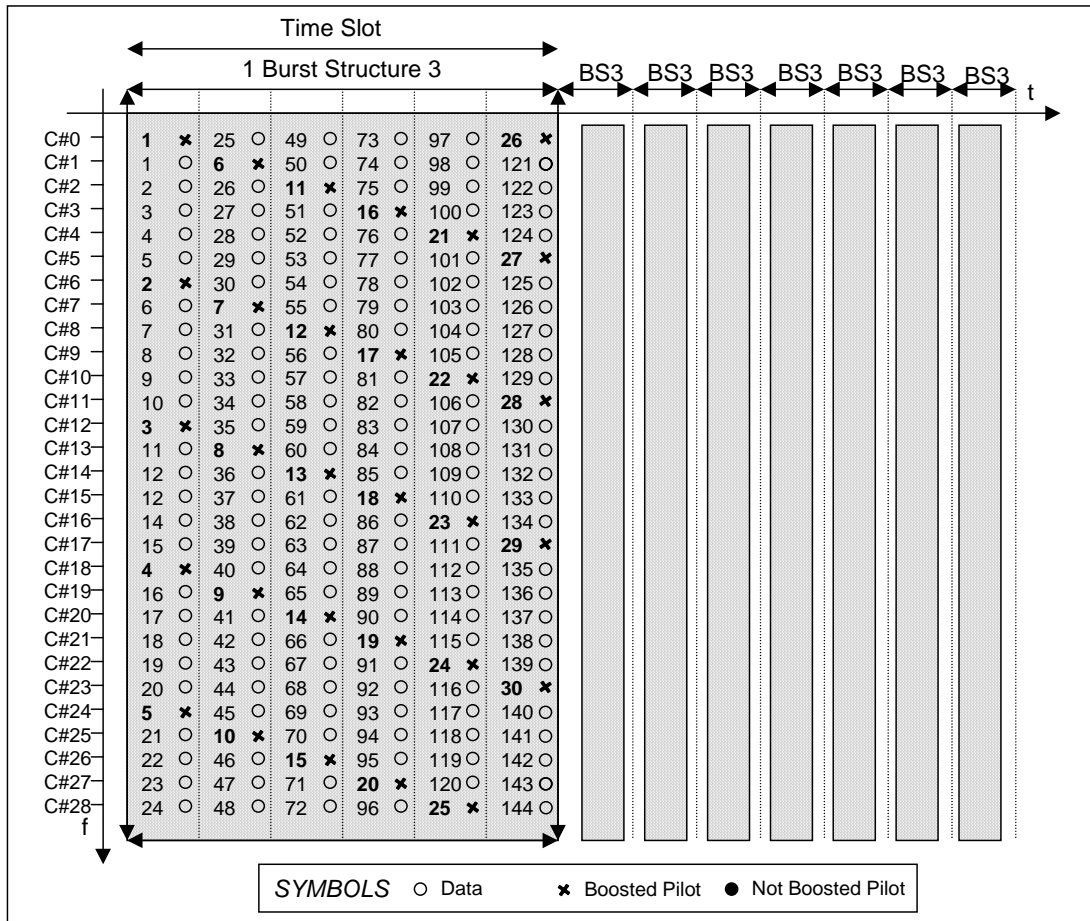 Time Slot
1 Burst Structure 3 BS3 BS3 BS3 BS3 BS3 BS3 BS3
t
C#0 1 25 49 73 97 26
C#1 1 6 50 74 98 121
C#2 2 26 11 75 99 122
C#3 3 27 51 16 100 123
C#4 4 28 52 76 21 124
C#5 5 29 53 77 101 27
C#6 2 30 54 78 102 125
C#7 6 7 55 79 103 126
C#8 7 31 12 80 104 127
C#9 8 32 56 17 105 128
C#10 9 33 57 81 22 129
C#11 10 34 58 82 106 28
C#12 3 35 59 83 107 130
C#13 11 8 60 84 108 131
C#14 12 36 13 85 109 132
C#15 12 37 61 18 110 133
C#16 14 38 62 86 23 134
C#17 15 39 63 87 111 29
C#18 4 40 64 88 112 135
C#19 16 9 65 89 113 136
C#20 17 41 14 90 114 137
C#21 18 42 66 19 115 138
C#22 19 43 67 91 24 139
C#23 20 44 68 92 116 30
C#24 5 45 69 93 117 140
C#25 21 10 70 94 118 141
C#26 22 46 15 95 119 142
C#27 23 47 71 20 120 143
C#28 24 48 72 96 25 144
f
SYMBOLS Data Boosted Pilot Not Boosted Pilot